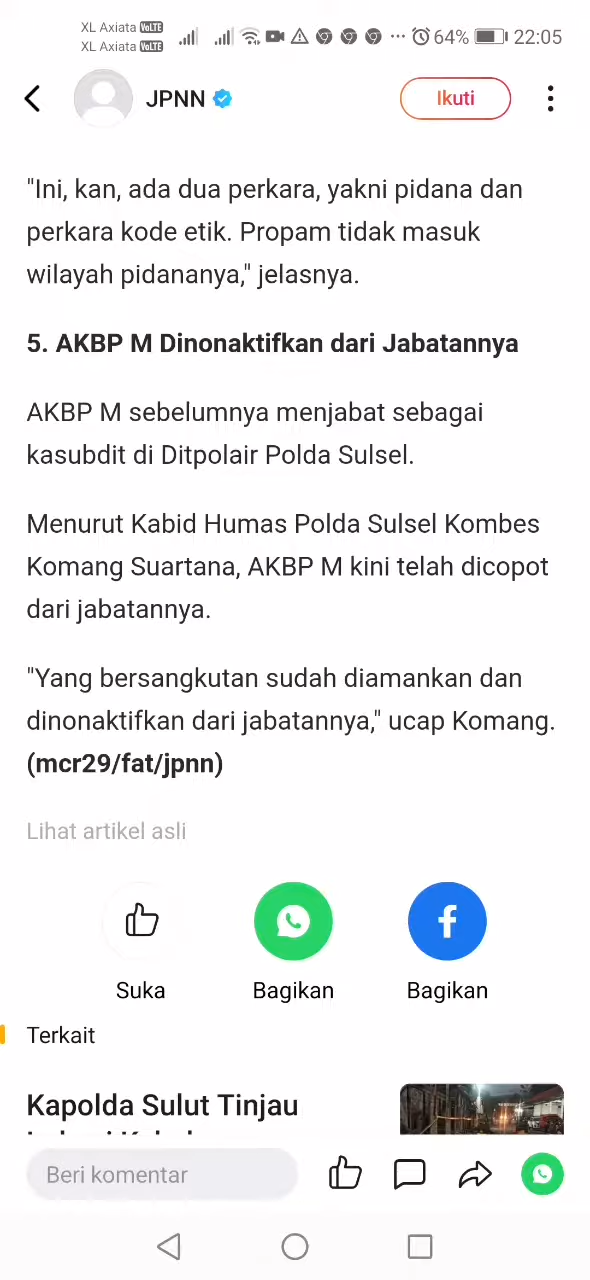 XL Axiata VoLTE
XL Axiata VoLTE
64% 22:05
JPNN
Ikuti
"Ini, kan, ada dua perkara, yakni pidana dan
perkara kode etik. Propam tidak masuk
wilayah pidananya," jelasnya.
5. AKBP M Dinonaktifkan dari Jabatannya
AKBP M sebelumnya menjabat sebagai
kasubdit di Ditpolair Polda Sulsel.
Menurut Kabid Humas Polda Sulsel Kombes
Komang Suartana, AKBP M kini telah dicopot
dari jabatannya.
"Yang bersangkutan sudah diamankan dan
dinonaktifkan dari jabatannya," ucap Komang.
(mcr29/fat/jpnn)
Lihat artikel asli
Suka Bagikan Bagikan
Terkait
Kapolda Sulut Tinjau
Beri komentar